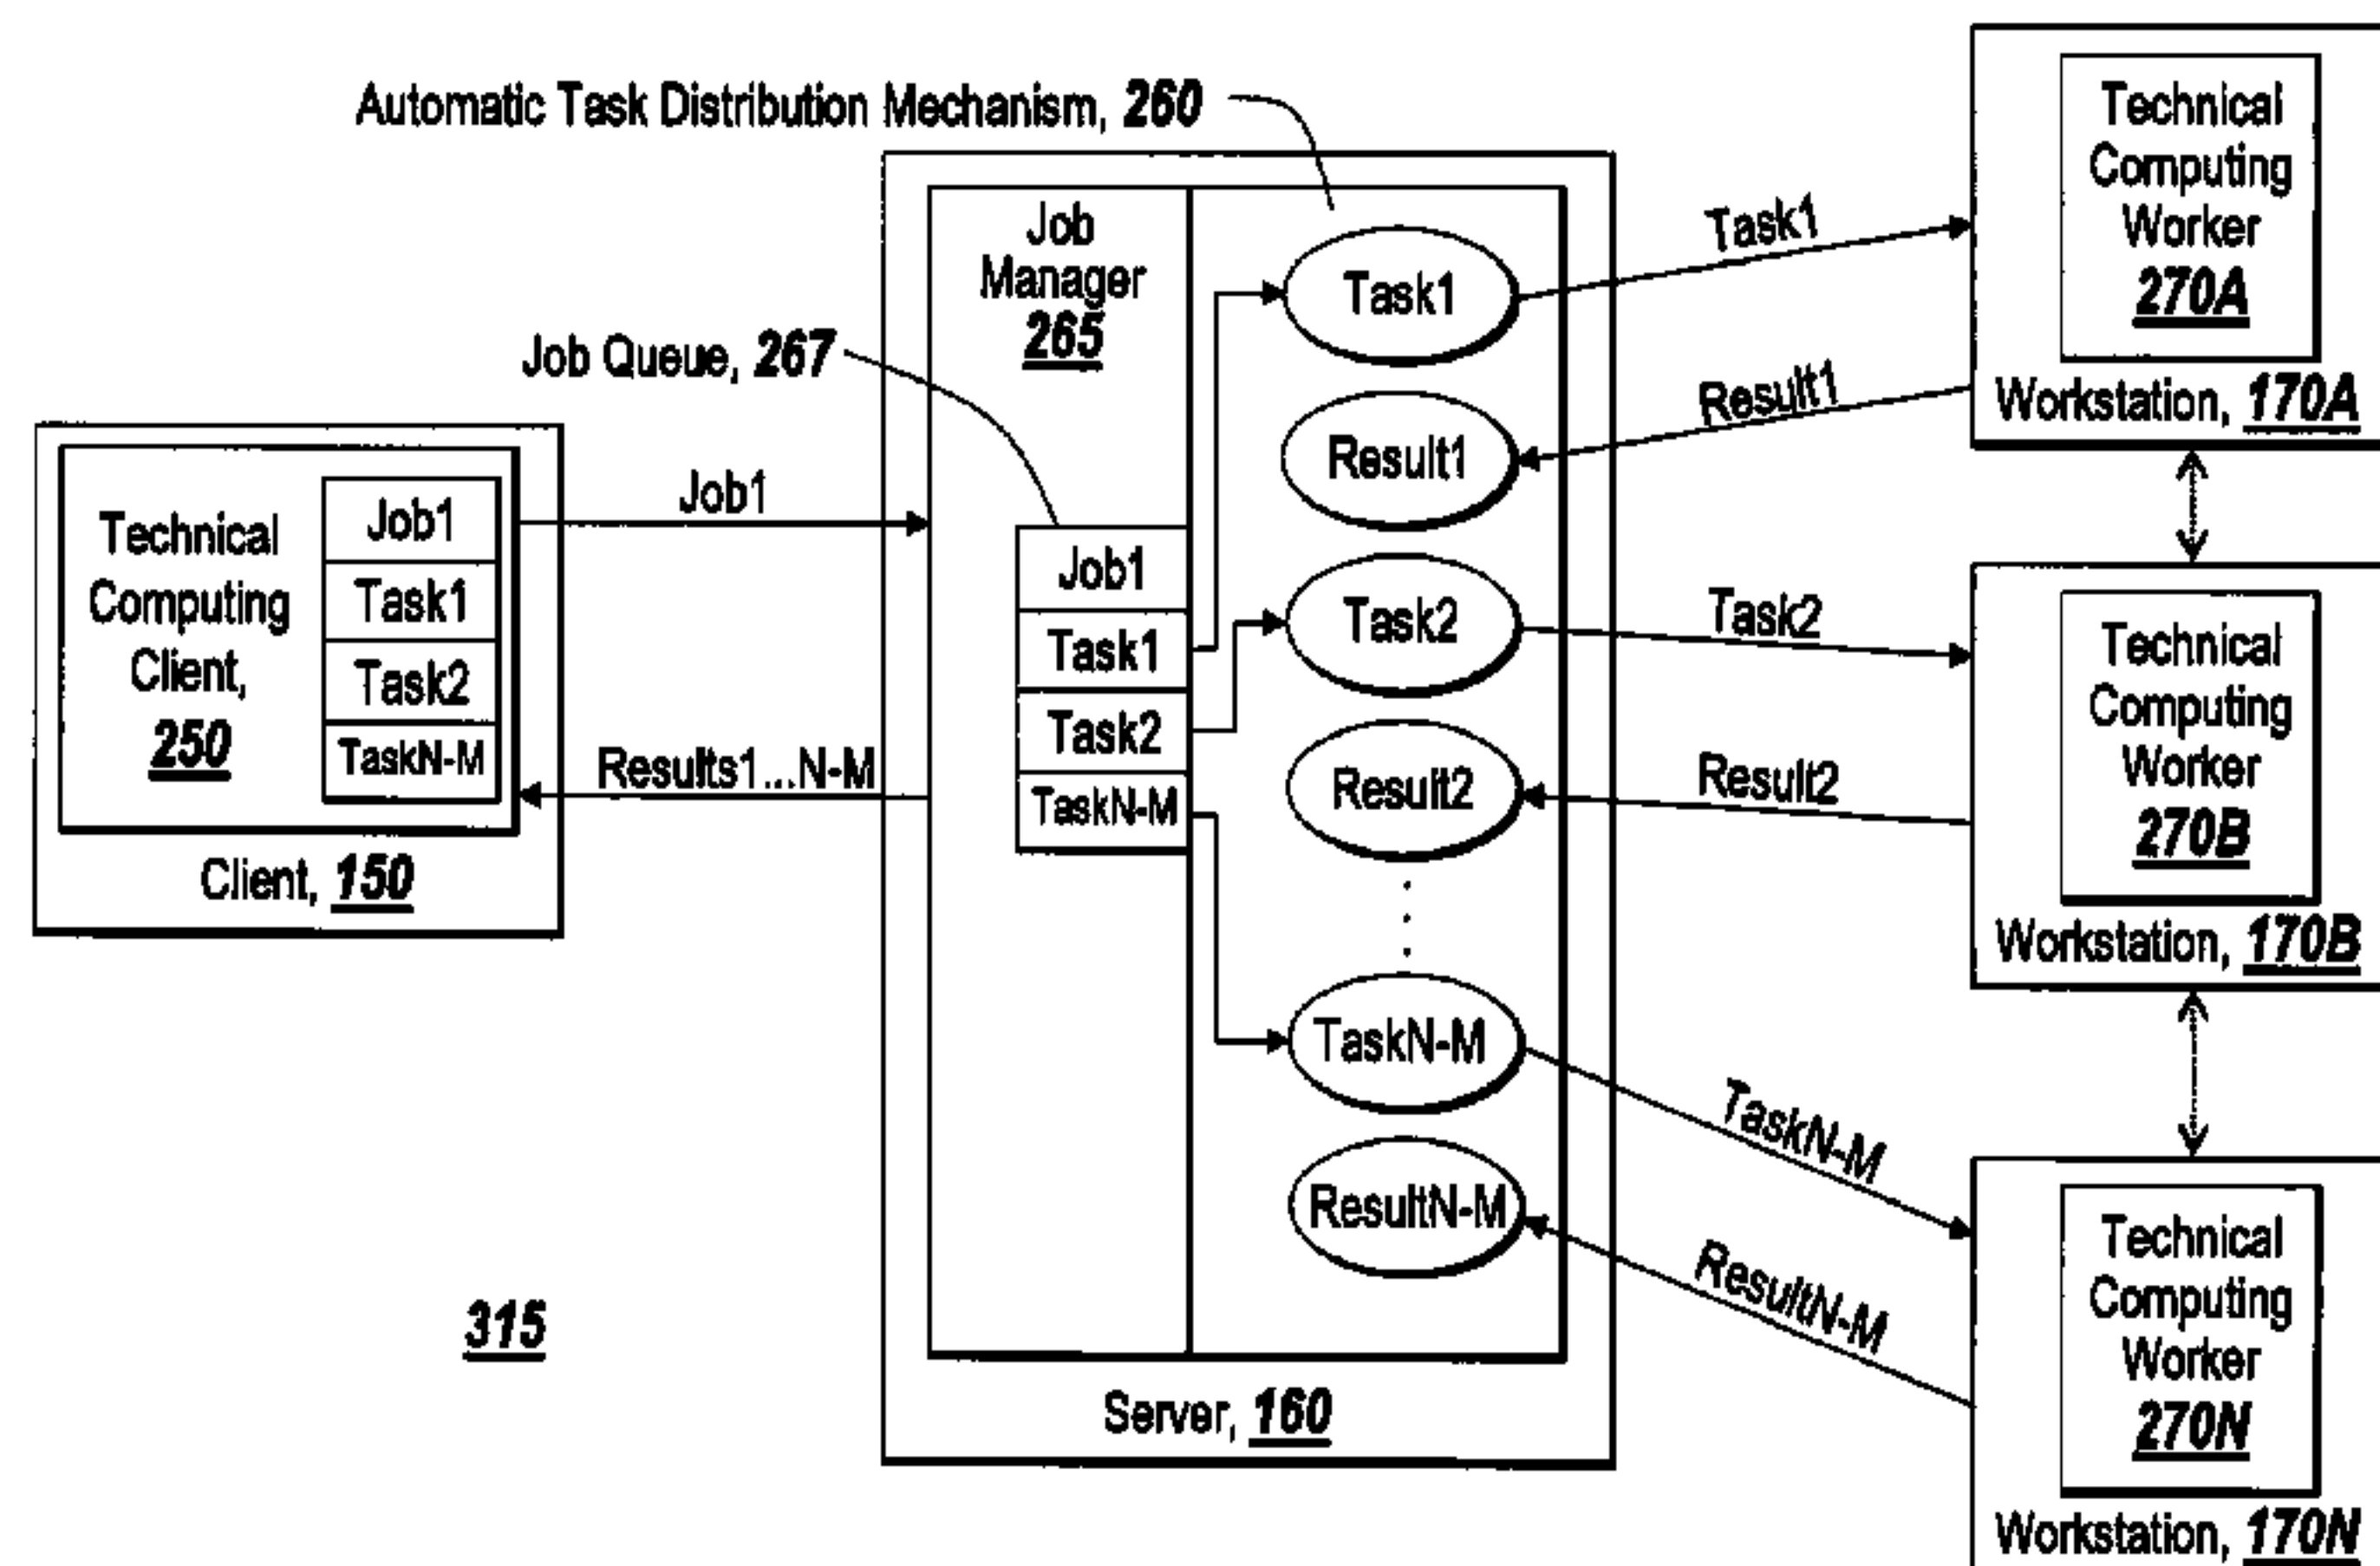 Automatic Task Distribution Mechanism, 260
Job Queue, 267
Technical
Computing
Client,
250
Job1
Task1
Task2
TaskN-M
Client, 150
Job1
Results1...N-M
Job
Manager
265
Job1
Task1
Task2
TaskN-M
Task1
Result1
Task2
Result2
TaskN-M
ResultN-M
Server, 160
Task1
Result1
Task2
Result2
TaskN-M
ResultN-M
Technical
Computing
Worker
270A
Workstation, 170A
Technical
Computing
Worker
270B
Workstation, 170B
Technical
Computing
Worker
270N
Workstation, 170N
315